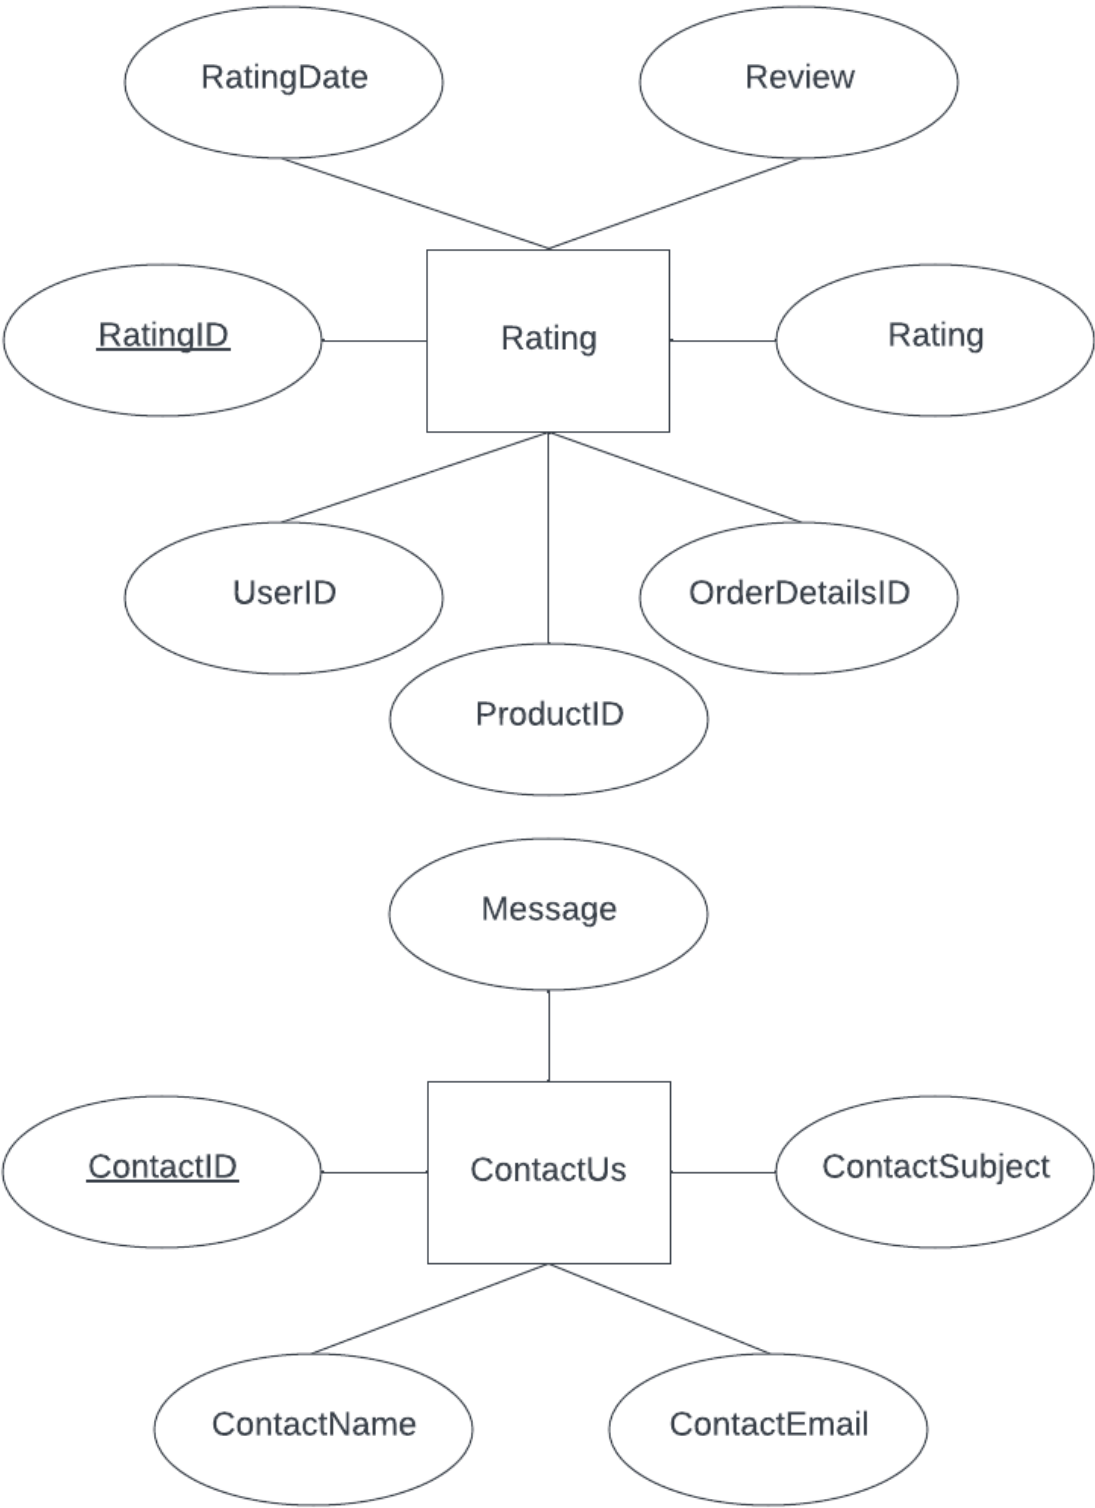 RatingDate
Review
RatingID
Rating
Rating
UserID
OrderDetailsID
ProductID
Message
ContactID
ContactUs
ContactSubject
ContactName
ContactEmail